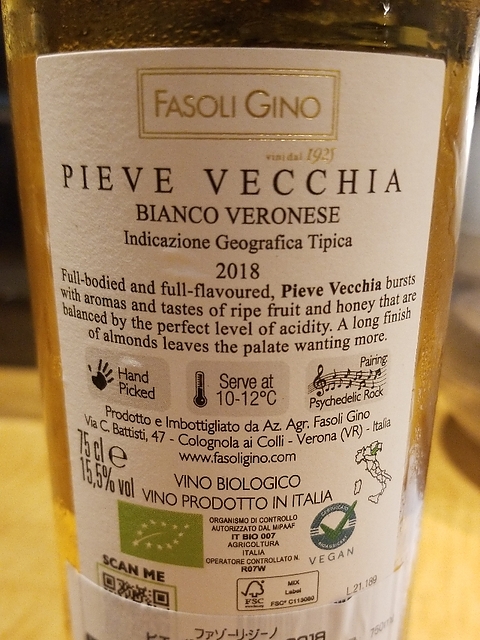 FASOLI GINO
vini dal 1925
PIEVE VECCHIA
BIANCO VERONESE
Indicazione Geografica Tipica
2018
Full-bodied and full-flavoured, Pieve Vecchia bursts
with aromas and tastes of ripe fruit and honey that are
balanced by the perfect level of acidity. A long finish
of almonds leaves the palate wanting more.
Hand
Picked
Serve at
10-12°C
Pairing:
Psychedelic Rock
Prodotto e Imbottigliato da Az. Agr. Fasoli Gino
Via C. Battisti, 47 - Colognola ai Colli - Verona (VR) - Italia
www.fasoligino.com
75 cl e
15,5% vol
VINO BIOLOGICO
VINO PRODOTTO IN ITALIA
ORGANISMO DI CONTROLLO
AUTORIZZATO DAL MIPAAF
IT BIO 007
AGRICOLTURA
ITALIA
OPERATORE CONTROLLATO N.
R07W
VEGAN
SCAN ME
FSC
MIX
Label
FSC® C113080
L21.189
ファゾーリ・ジーノ